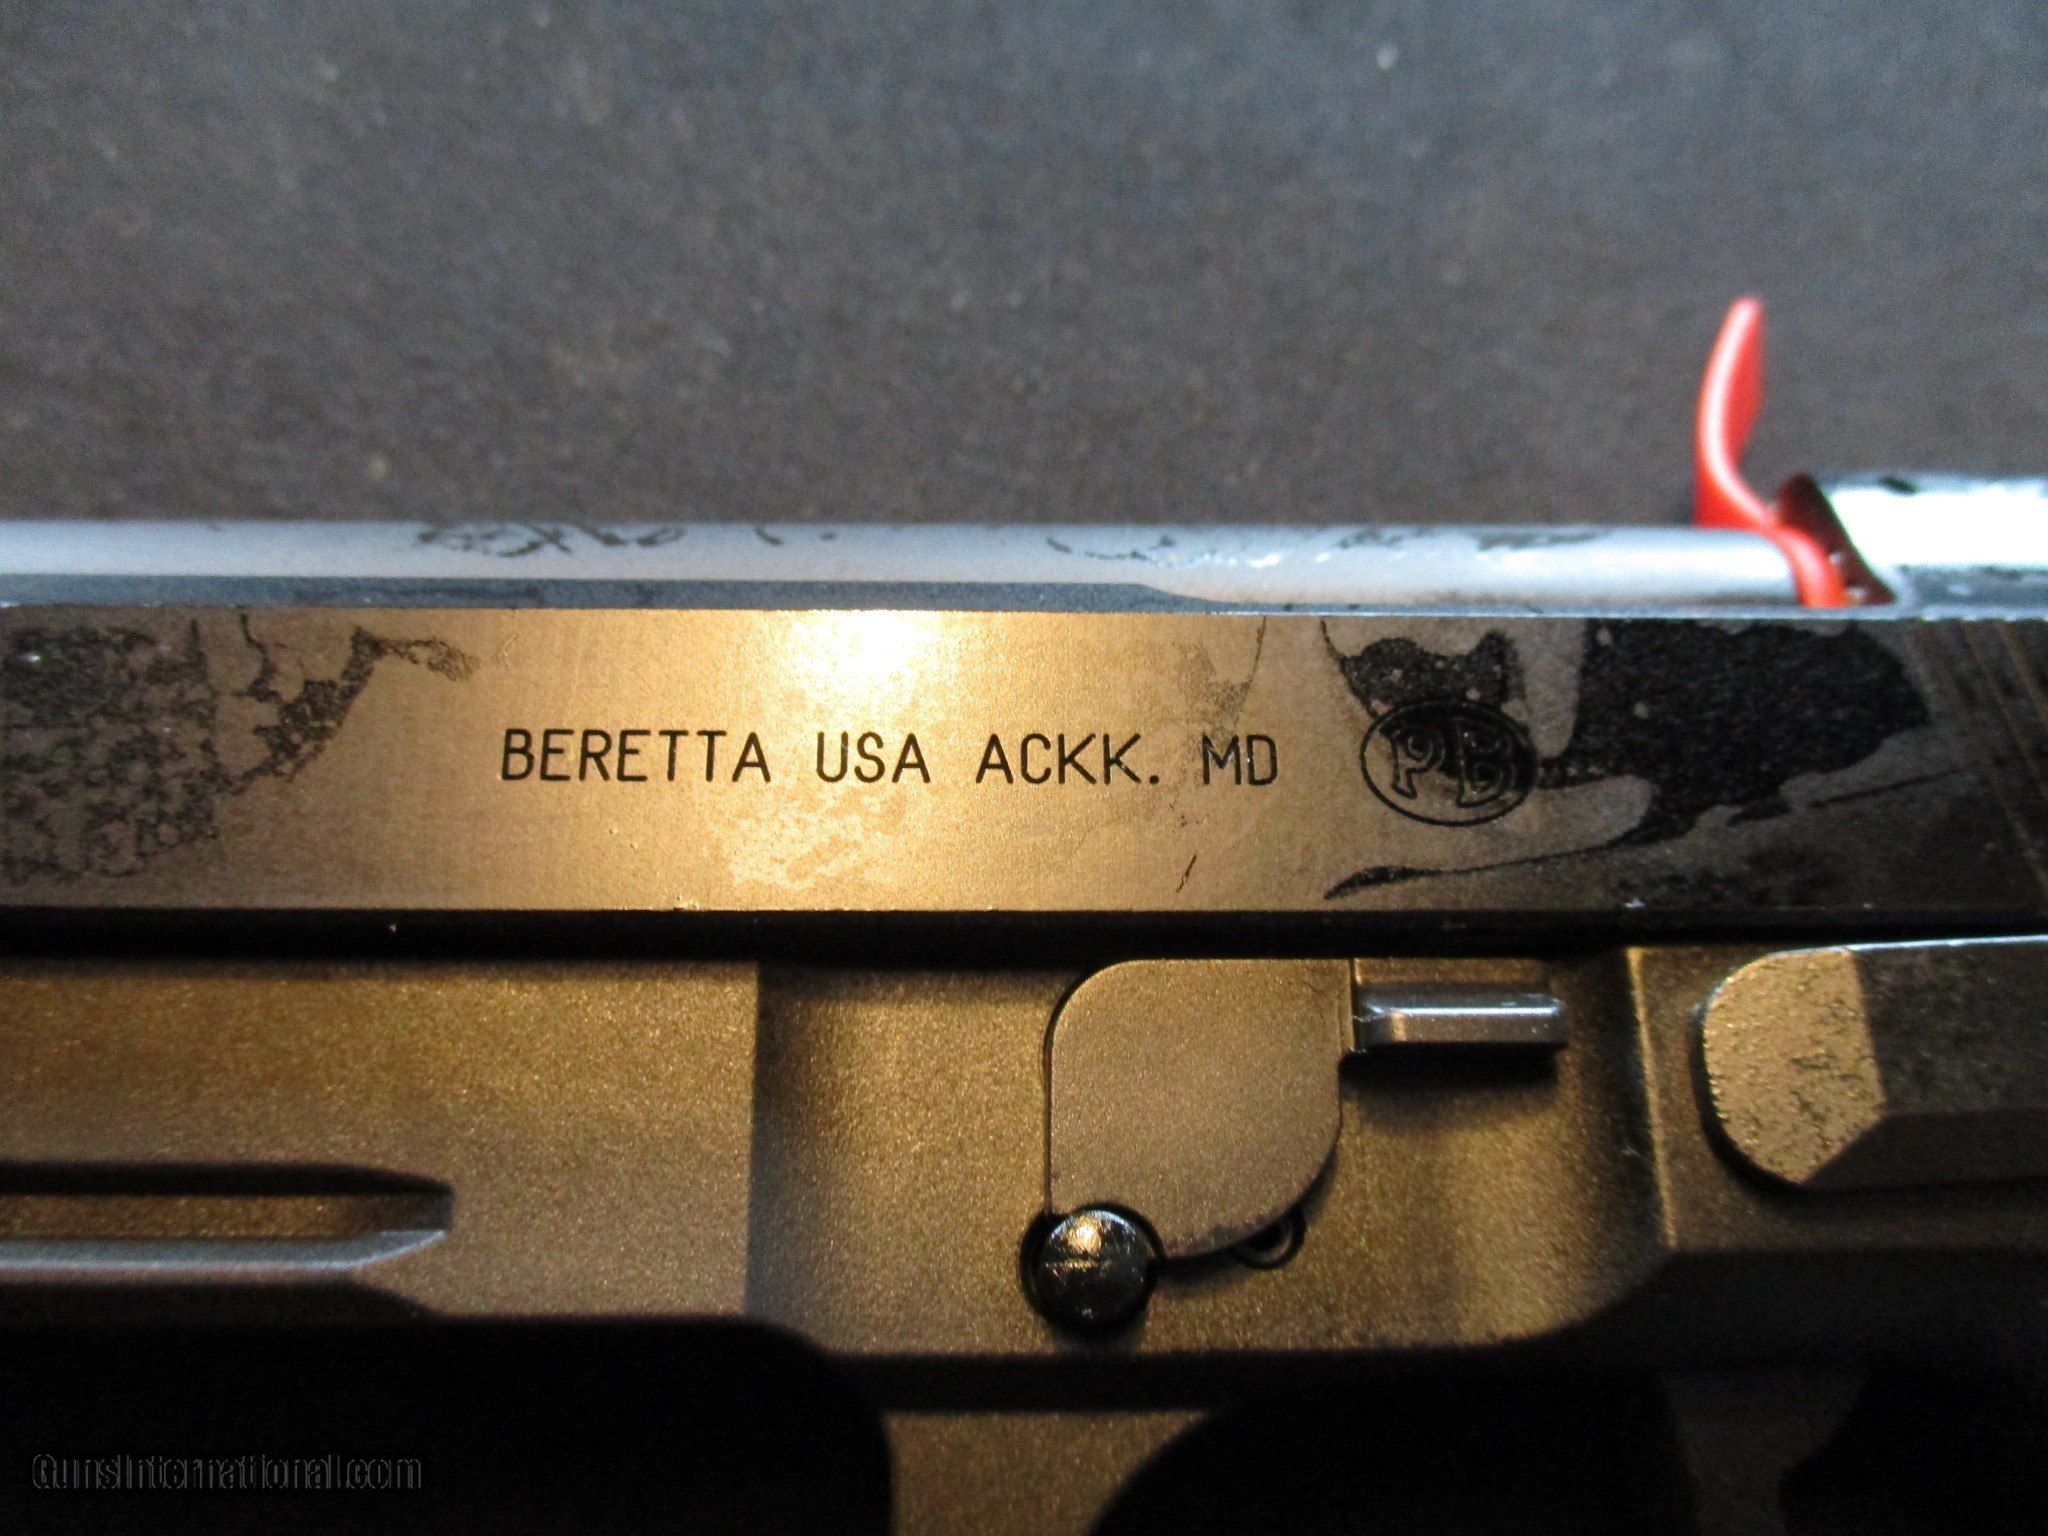 BERETTA USA ACKK. MD PB
GunsInternational.com